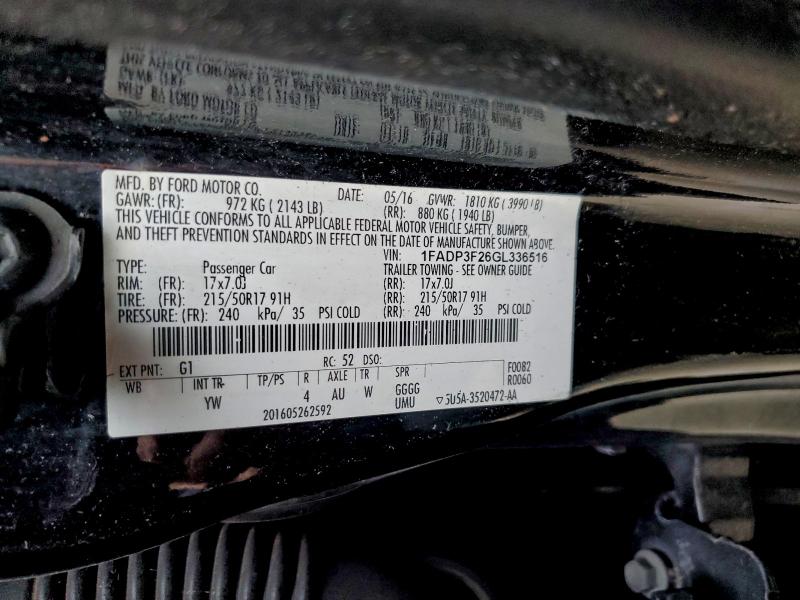 MFD. BY FORD MOTOR CO. DATE: 05/16 GVWR: 1810 KG ( 3990 LB)
GAWR: (FR): 972 KG ( 2143 LB) (RR): 880 KG ( 1940 LB)
THIS VEHICLE CONFORMS TO ALL APPLICABLE FEDERAL MOTOR VEHICLE SAFETY, BUMPER,
AND THEFT PREVENTION STANDARDS IN EFFECT ON THE DATE OF MANUFACTURE SHOWN ABOVE.
VIN: 1FADP3F26GL336516
TYPE: Passenger Car TRAILER TOWING - SEE OWNER GUIDE
RIM: (FR) 17x7.0J (RR): 17x7.0J
TIRE: (FR): 215/50R17 91H (RR): 215/50R17 91H
PRESSURE: (FR): 240 kPa/ 35 PSI COLD (RR): 240 kPa/ 35 PSI COLD
EXT PNT: G1 RC: 52 DSO: F0082
WB INT TR TP/PS R AXLE TR SPR R0060
YW 4 AU W GGGG
UMU
201605262592 ▽5U5A-3520472-AA